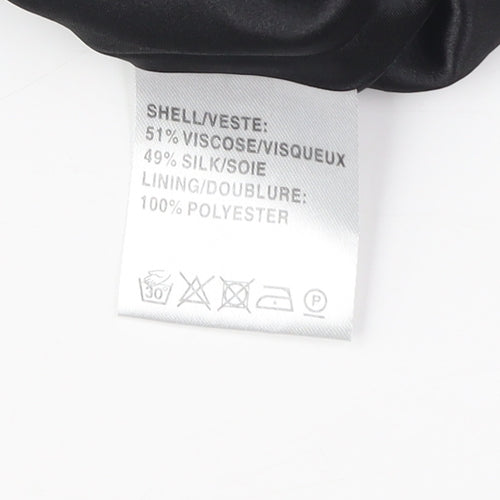 SHELL/VESTE:
51% VISCOSE/VISQUEUX
49% SILK/SOIE
LINING/DOUBLURE:
100% POLYESTER
30 P